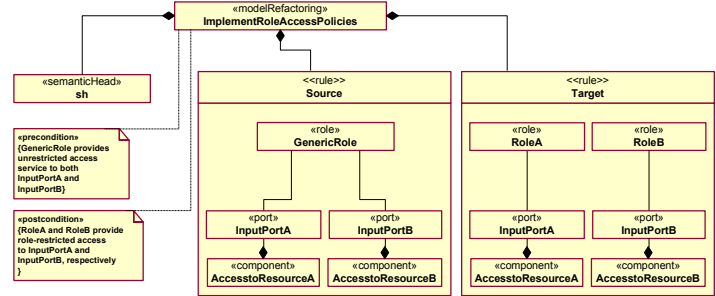 «modelRefactoring»
ImplementRoleAccessPolicies
«semanticHead»
sh
«precondition»
{GenericRole provides
unrestricted access
service to both
InputPortA and
InputPortB}
«postcondition»
{RoleA and RoleB provide
role-restricted access
to InputPortA and
InputPortB, respectively
}
<<rule>>
Source
«role»
GenericRole
«port»
InputPortA
«port»
InputPortB
«component»
AccesstoResourceA
«component»
AccesstoResourceB
<<rule>>
Target
«role»
RoleA
«role»
RoleB
«port»
InputPortA
«port»
InputPortB
«component»
AccesstoResourceA
«component»
AccesstoResourceB